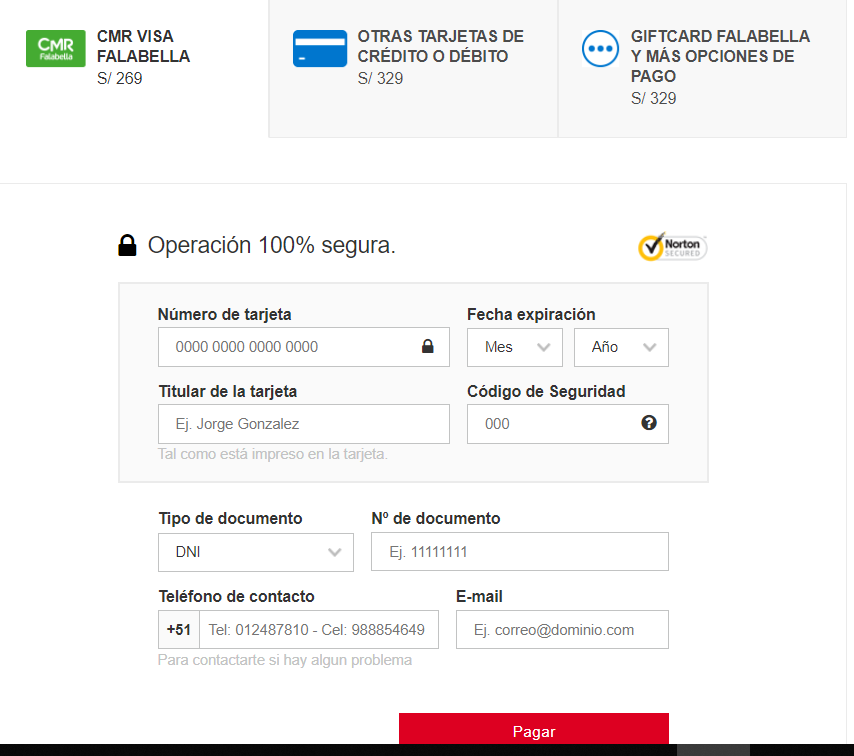 CMR
Falabella
CMR VISA
FALABELLA
S/ 269
OTRAS TARJETAS DE
CRÉDITO O DÉBITO
S/ 329
GIFTCARD FALABELLA
Y MÁS OPCIONES DE
PAGO
S/ 329
Operación 100% segura.
Norton
SECURED
Número de tarjeta
Fecha expiración
0000 0000 0000 0000
Mes
Año
Titular de la tarjeta
Código de Seguridad
Ej. Jorge Gonzalez
000
Tal como está impreso en la tarjeta.
Tipo de documento
Nº de documento
DNI
Ej. 11111111
Teléfono de contacto
E-mail
+51
Tel: 012487810 - Cel: 988854649
Ej. correo@dominio.com
Para contactarte si hay algun problema
Pagar